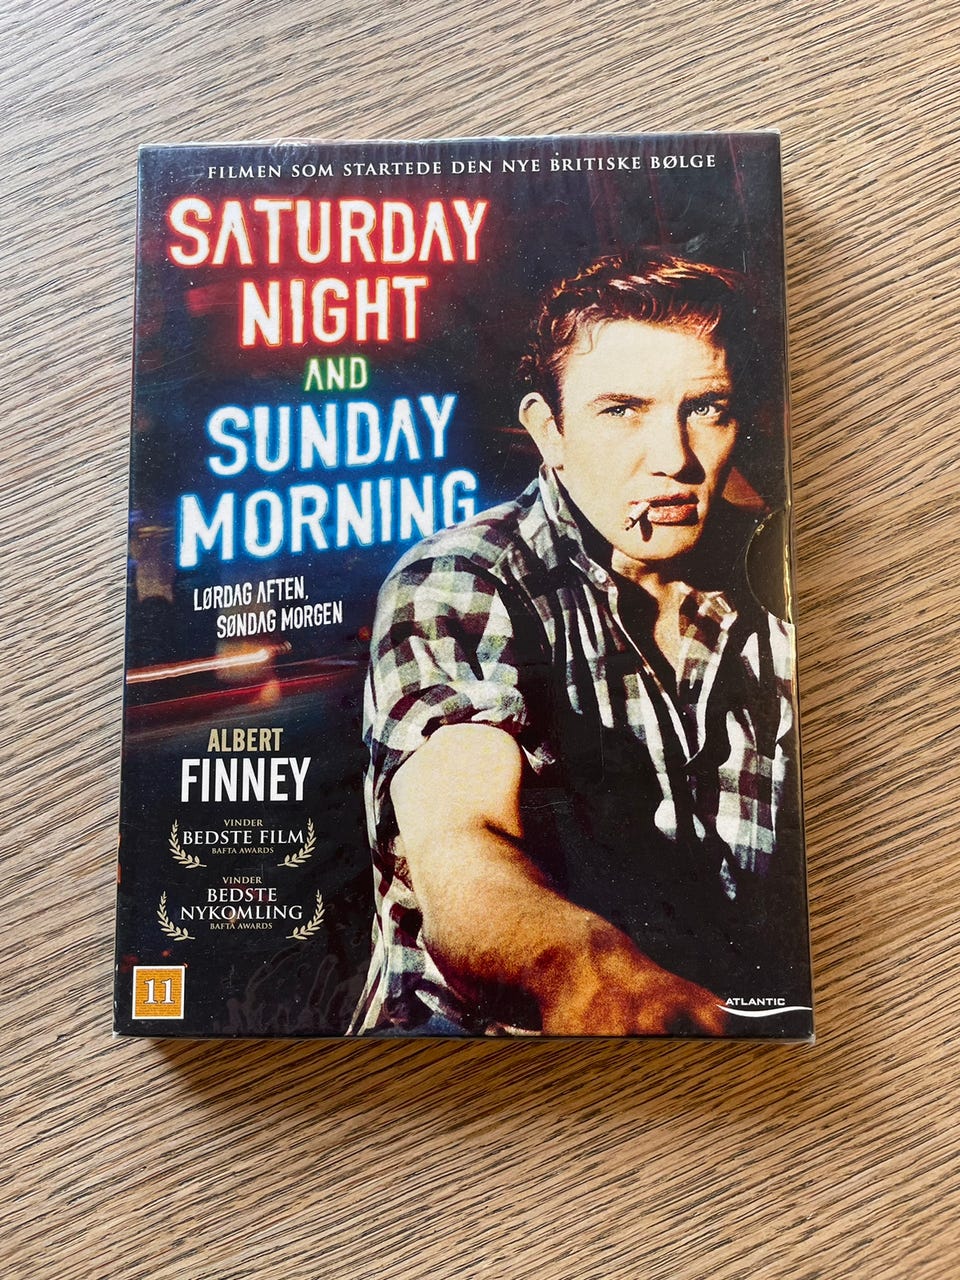 FILMEN SOM STARTEDE DEN NYE BRITISKE BØLGE
SATURDAY
NIGHT
AND
SUNDAY
MORNING
LØRDAG AFTEN,
SØNDAG MORGEN
ALBERT
FINNEY
VINDER
BEDSTE FILM
BAFTA AWARDS
VINDER
BEDSTE
NYKOMLING
BAFTA AWARDS
11
ATLANTIC